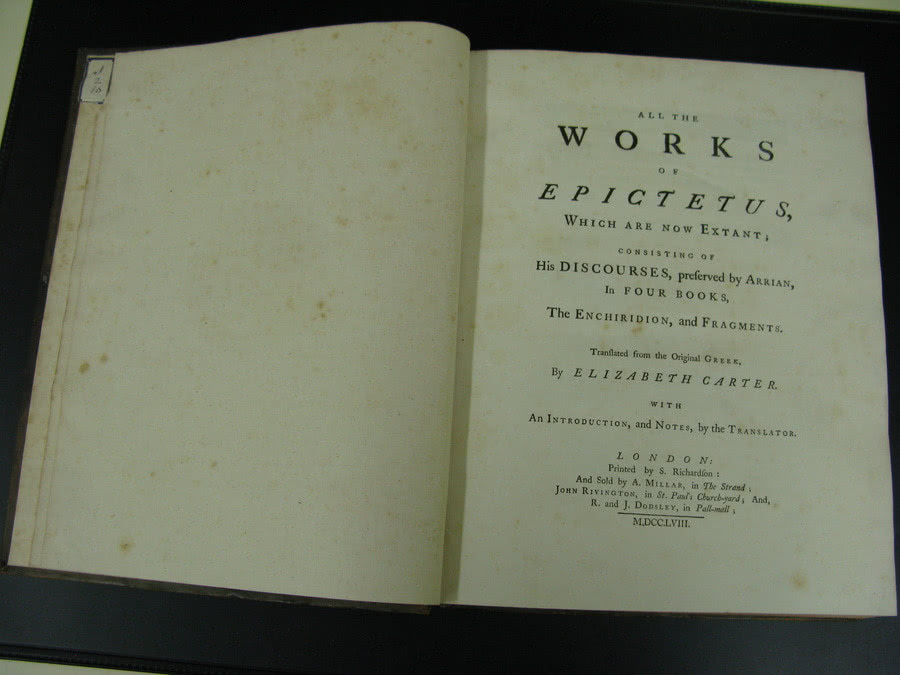 ALL THE
WORKS
OF
EPICTETUS,
WHICH ARE NOW EXTANT;
CONSISTING OF
His DISCOURSES, preſerved by ARRIAN,
In FOUR BOOKS,
The ENCHIRIDION, and FRAGMENTS.
Tranſlated from the Original GREEK,
By ELIZABETH CARTER.
WITH
An INTRODUCTION, and NOTES, by the TRANSLATOR.
LONDON:
Printed by S. Richardſon:
And Sold by A. MILLAR, in The Strand;
JOHN RIVINGTON, in St. Paul's Church-yard; And,
R. and J. DODSLEY, in Pall-mall;
M.DCC.LVIII.